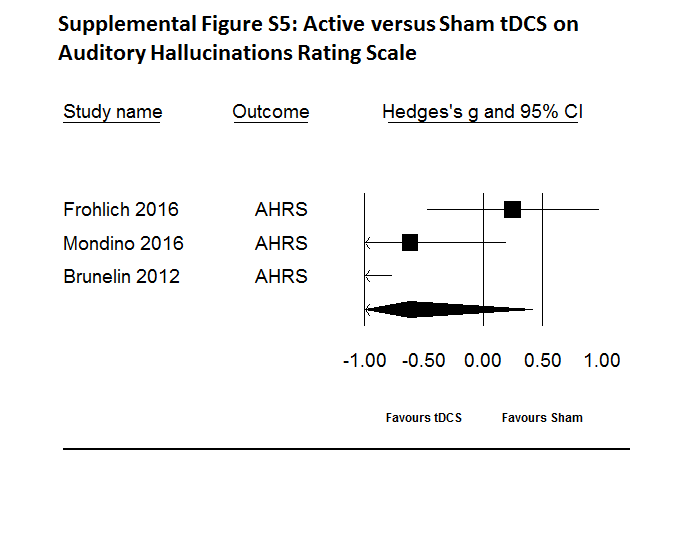 Supplemental Figure S5: Active versus Sham tDCS on
Auditory Hallucinations Rating Scale
Study name Outcome Hedges's g and 95% CI
Frohlich 2016 AHRS
Mondino 2016 AHRS
Brunelin 2012 AHRS
-1.00 -0.50 0.00 0.50 1.00
Favours tDCS Favours Sham